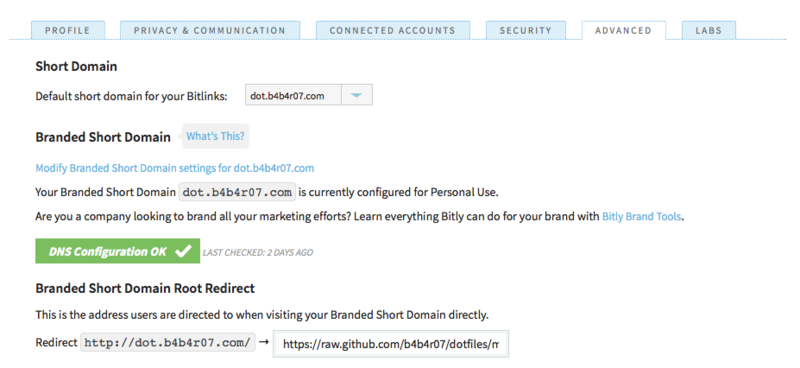 PROFILE PRIVACY & COMMUNICATION CONNECTED ACCOUNTS SECURITY ADVANCED LABS
Short Domain
Default short domain for your Bitlinks: dot.b4b4r07.com
Branded Short Domain What's This?
Modify Branded Short Domain settings for dot.b4b4r07.com
Your Branded Short Domain dot.b4b4r07.com is currently configured for Personal Use.
Are you a company looking to brand all your marketing efforts? Learn everything Bitly can do for your brand with Bitly Brand Tools.
DNS Configuration OK LAST CHECKED: 2 DAYS AGO
Branded Short Domain Root Redirect
This is the address users are directed to when visiting your Branded Short Domain directly.
Redirect http://dot.b4b4r07.com/ → https://raw.github.com/b4b4r07/dotfiles/m